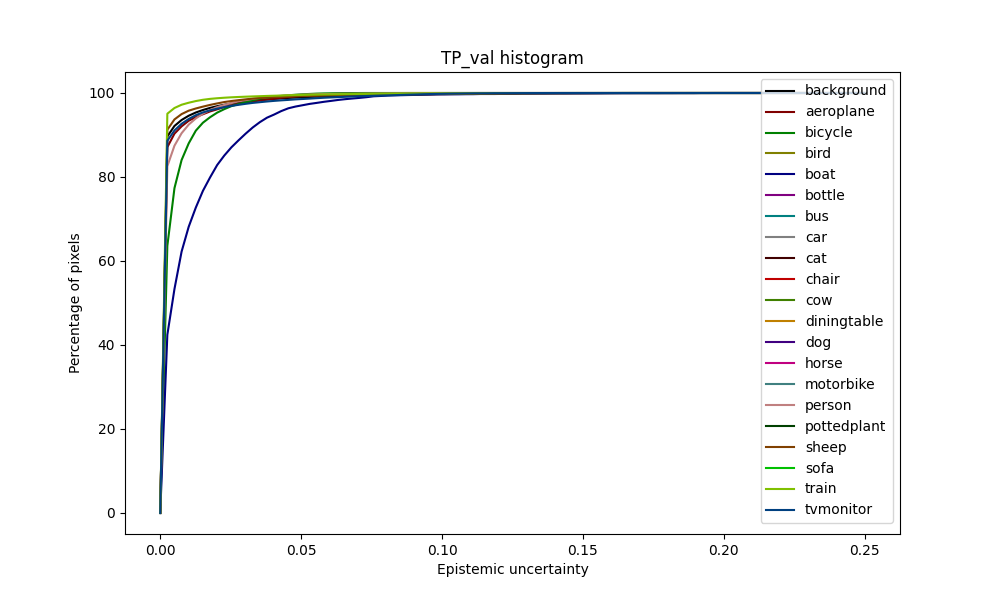 TP_val histogram
Percentage of pixels
100
80
60
40
20
0
0.00 0.05 0.10 0.15 0.20 0.25
Epistemic uncertainty
background
aeroplane
bicycle
bird
boat
bottle
bus
car
cat
chair
cow
diningtable
dog
horse
motorbike
person
pottedplant
sheep
sofa
train
tvmonitor